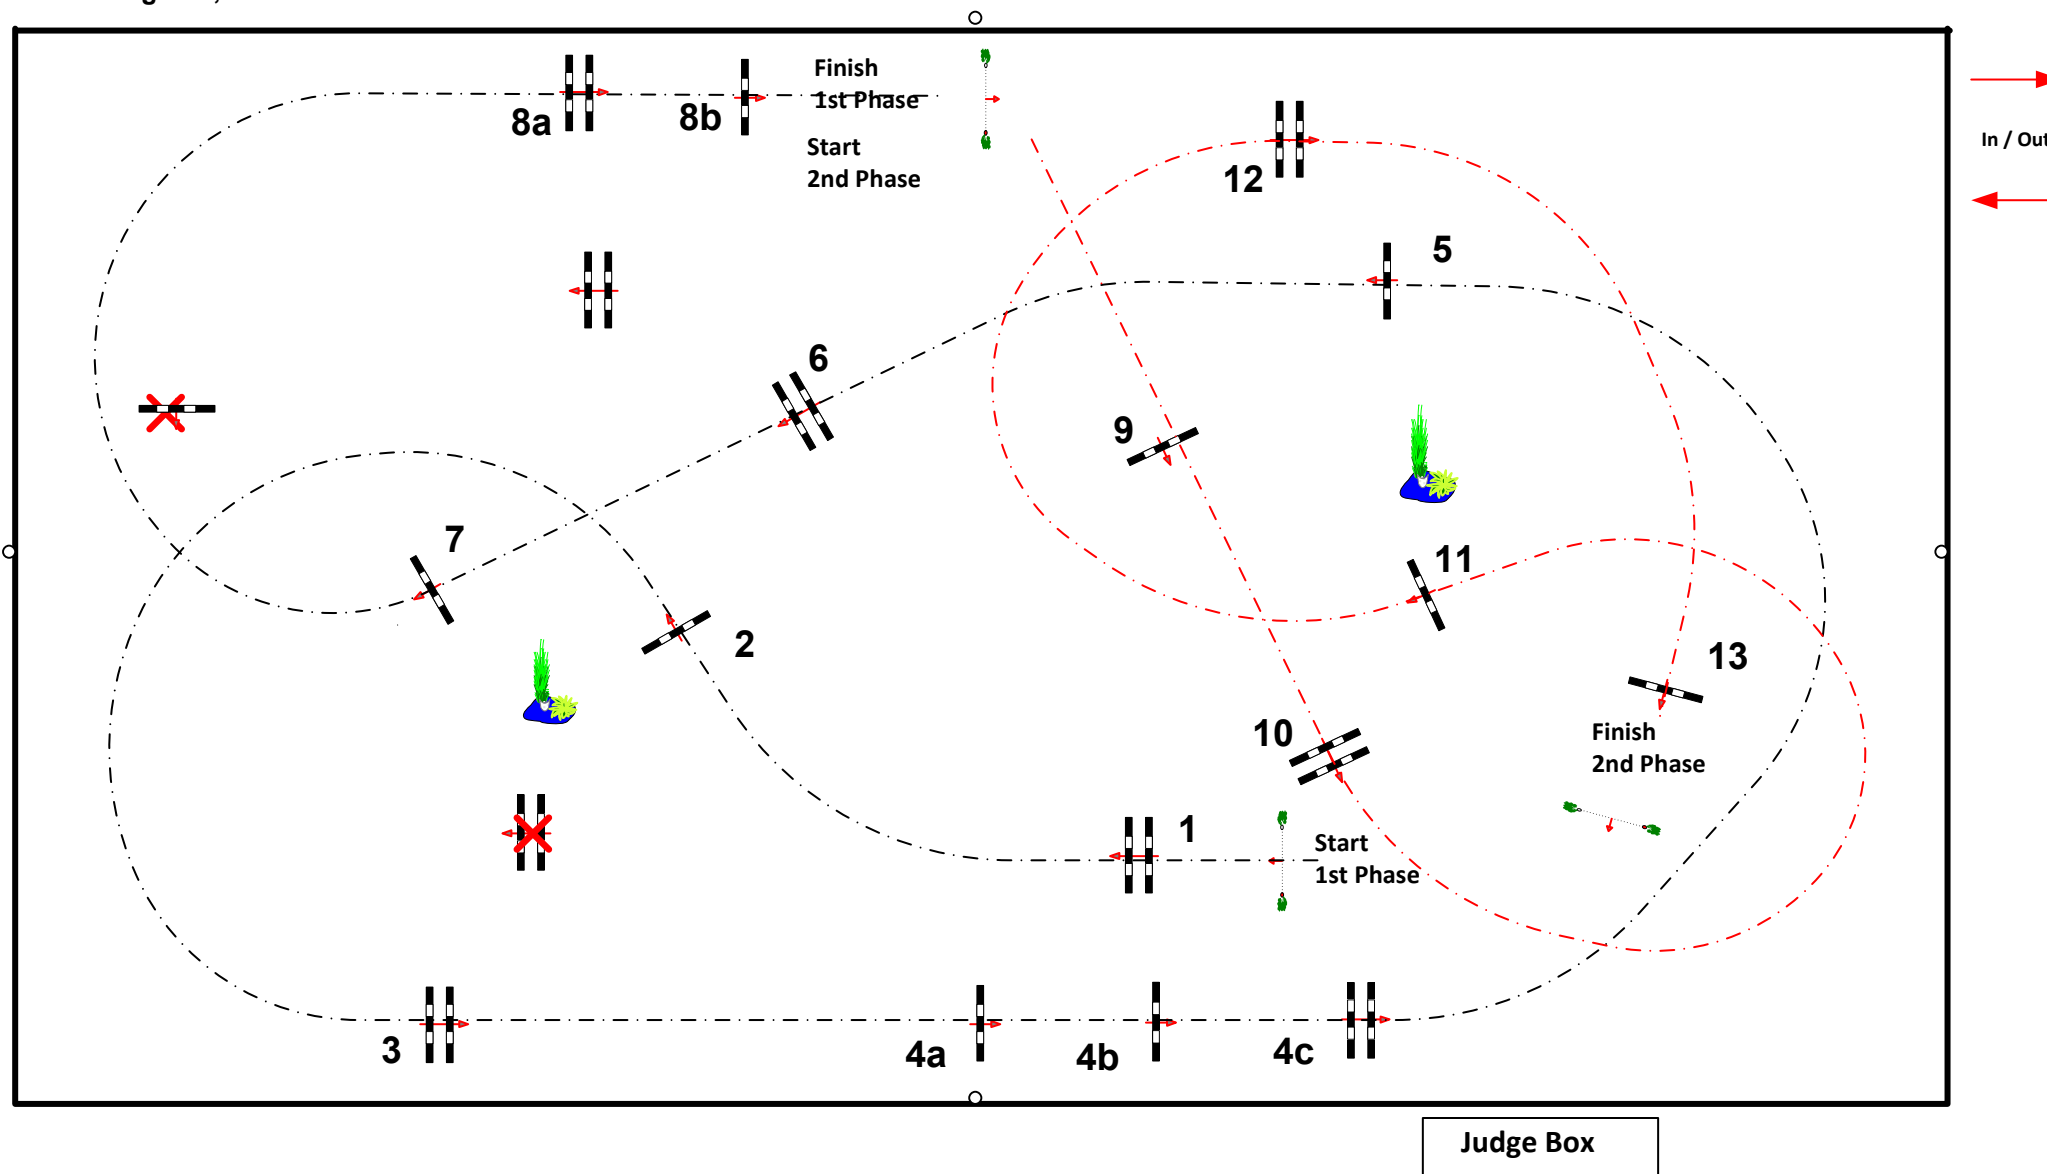 Finish
1st Phase
8a
8b
Start
2nd Phase
12
In / Out
5
6
9
7
11
2
13
10
Finish
2nd Phase
1
Start
1st Phase
3
4a
4b
4c
Judge Box